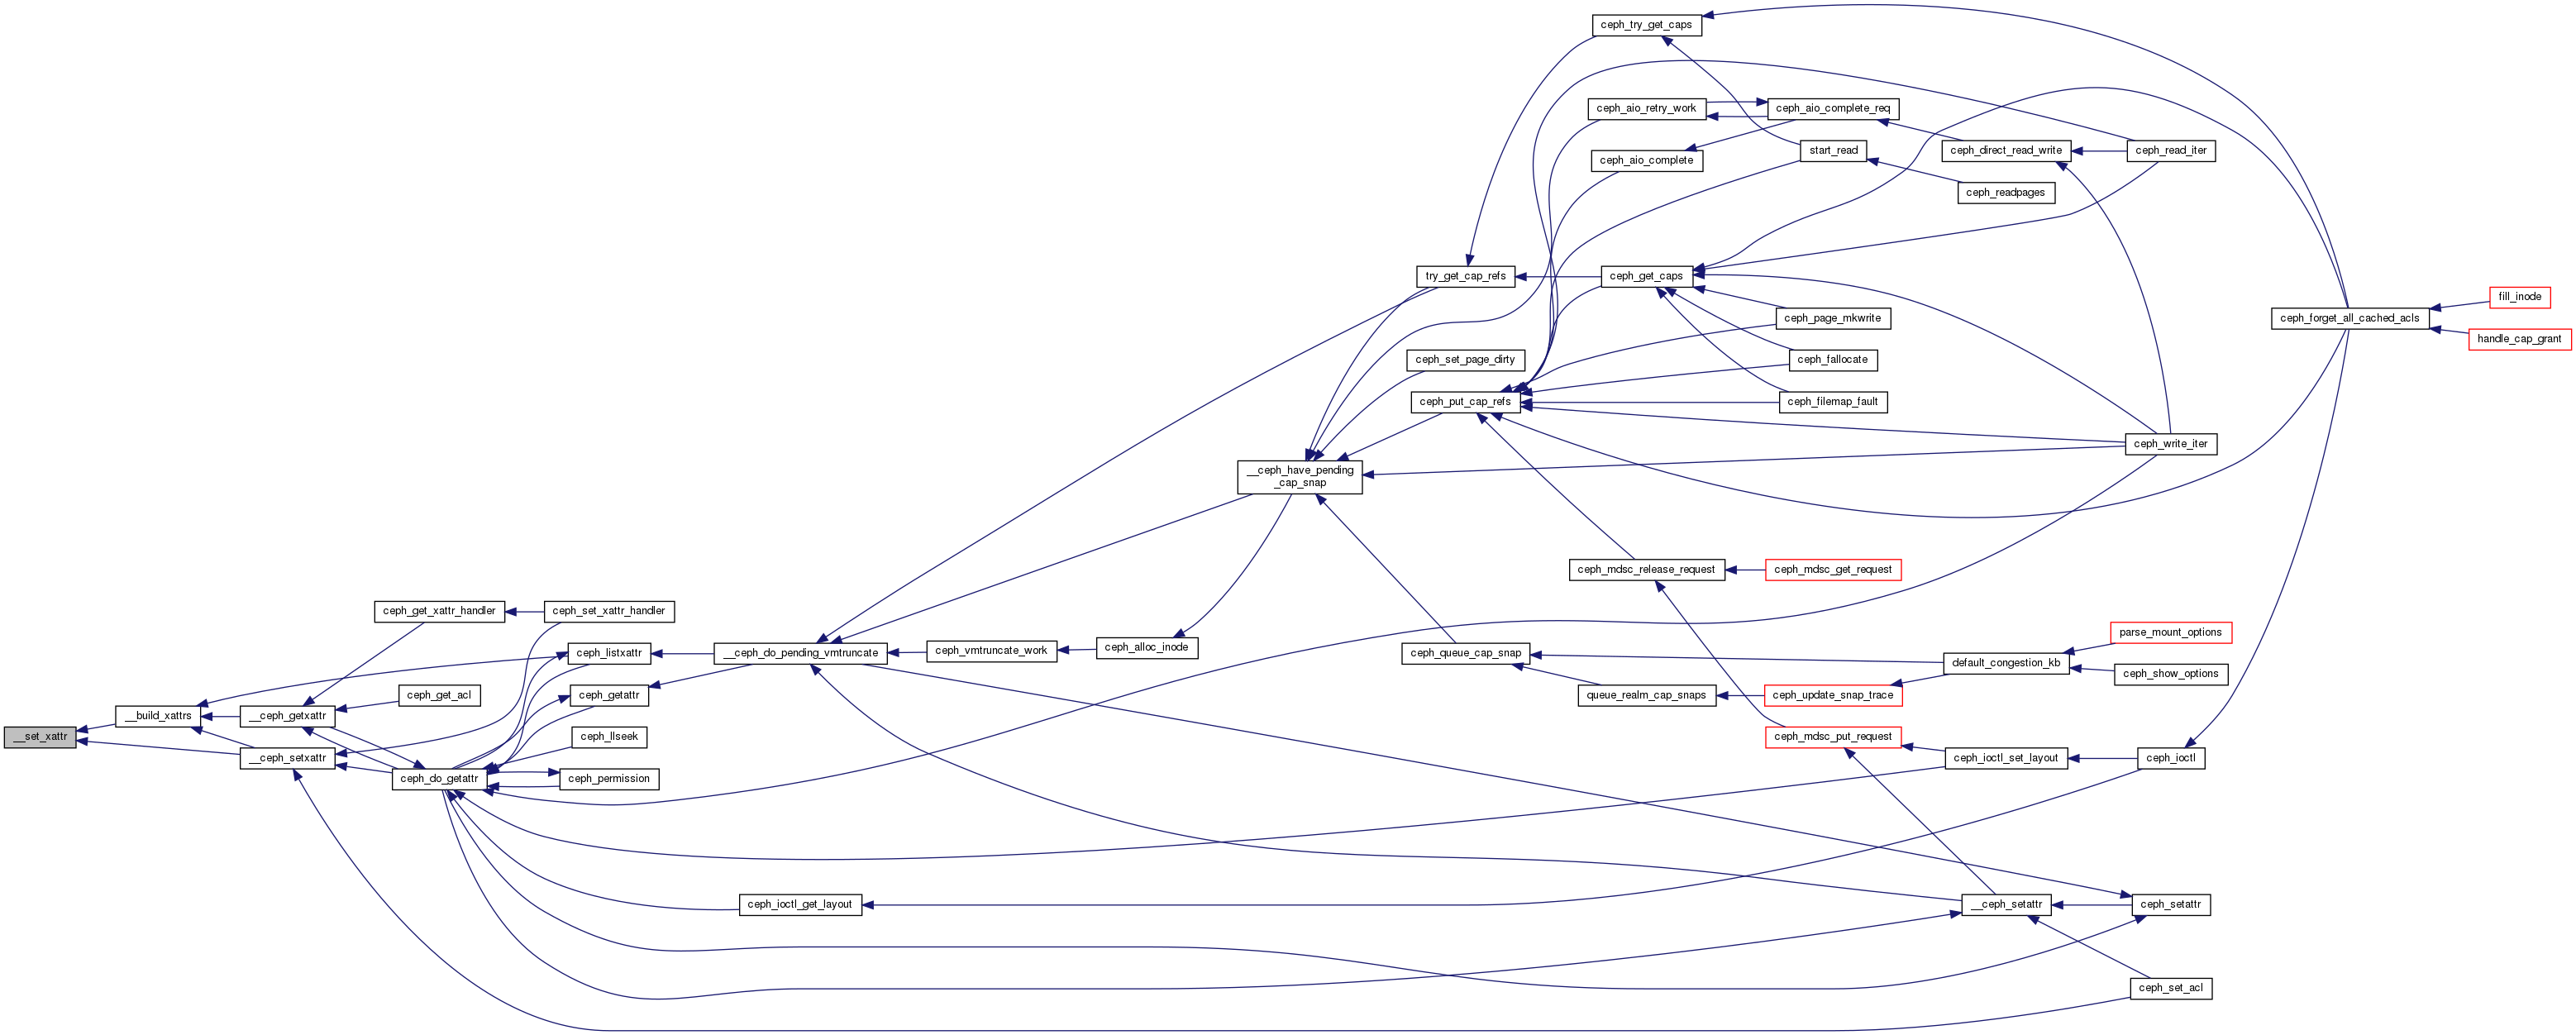 ceph_try_get_caps
ceph_aio_retry_work
ceph_aio_complete_req
ceph_aio_complete
start_read
ceph_direct_read_write
ceph_read_iter
ceph_readpages
try_get_cap_refs
ceph_get_caps
fill_inode
ceph_page_mkwrite
ceph_forget_all_cached_acls
handle_cap_grant
ceph_set_page_dirty
ceph_fallocate
ceph_put_cap_refs
ceph_filemap_fault
ceph_write_iter
__ceph_have_pending
_cap_snap
ceph_mdsc_release_request
ceph_mdsc_get_request
ceph_get_xattr_handler
ceph_set_xattr_handler
parse_mount_options
ceph_listxattr
__ceph_do_pending_vmtruncate
ceph_vmtruncate_work
ceph_alloc_inode
ceph_queue_cap_snap
default_congestion_kb
ceph_show_options
ceph_get_acl
ceph_getattr
queue_realm_cap_snaps
ceph_update_snap_trace
__build_xattrs
__ceph_getxattr
__set_xattr
ceph_llseek
ceph_mdsc_put_request
__ceph_setxattr
ceph_ioctl_set_layout
ceph_ioctl
ceph_do_getattr
ceph_permission
ceph_ioctl_get_layout
__ceph_setattr
ceph_setattr
ceph_set_acl